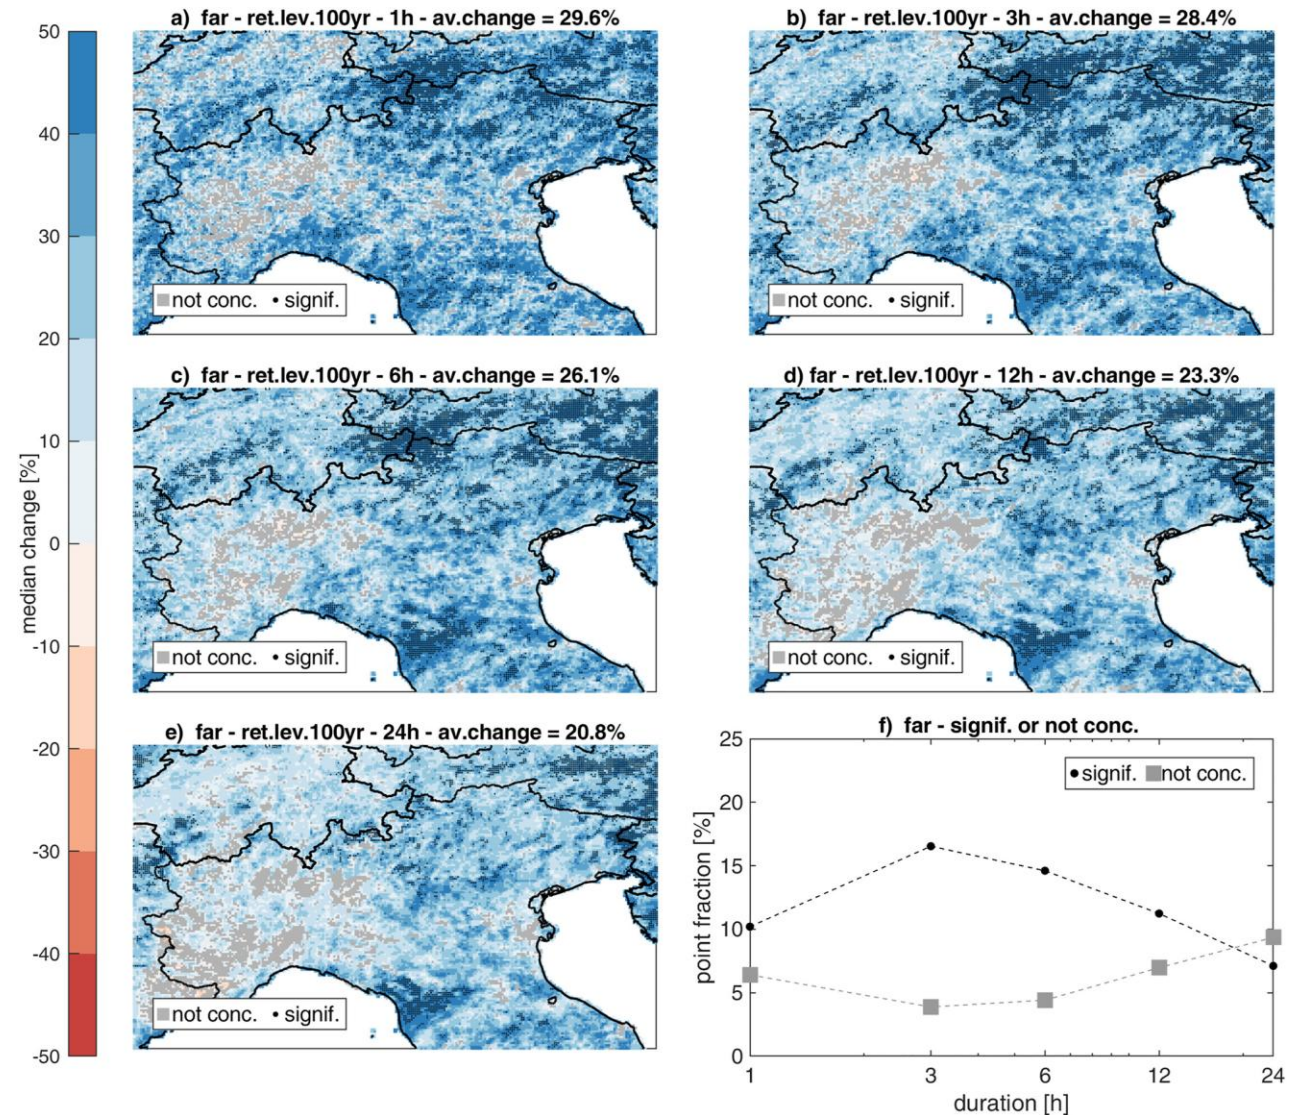 a) far - ret.lev.100yr - 1h - av.change = 29.6%
b) far - ret.lev.100yr - 3h - av.change = 28.4%
50
40
30
20
10
0
-10
-20
-30
-40
-50
median change [%]
not conc. • signif.
not conc. • signif.
c) far - ret.lev.100yr - 6h - av.change = 26.1%
d) far - ret.lev.100yr - 12h - av.change = 23.3%
not conc. • signif.
not conc. • signif.
e) far - ret.lev.100yr - 24h - av.change = 20.8%
not conc. • signif.
f) far - signif. or not conc.
signif. not conc.
25
20
15
10
5
0
point fraction [%]
1 3 6 12 24
duration [h]